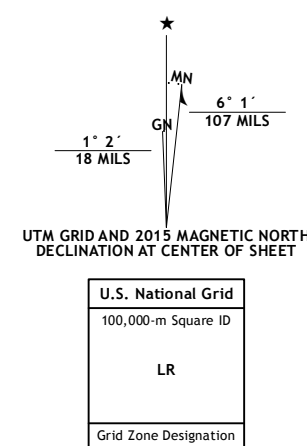 ★
MN
GN
6° 1´
107 MILS
1° 2´
18 MILS
UTM GRID AND 2015 MAGNETIC NORTH
DECLINATION AT CENTER OF SHEET
U.S. National Grid
100,000-m Square ID
LR
Grid Zone Designation